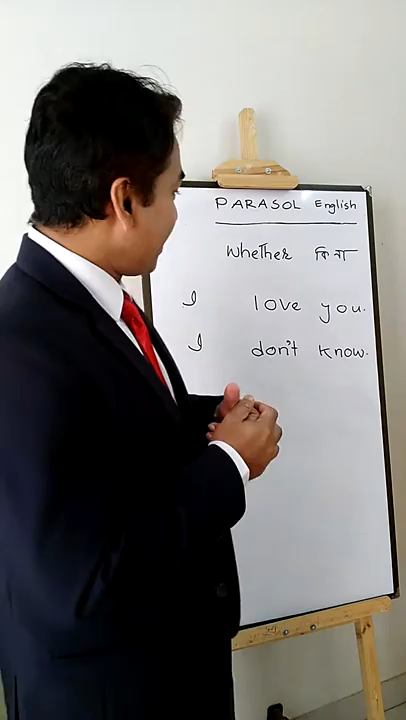 PARASOL English
Whether কি না
I love you.
I don't know.